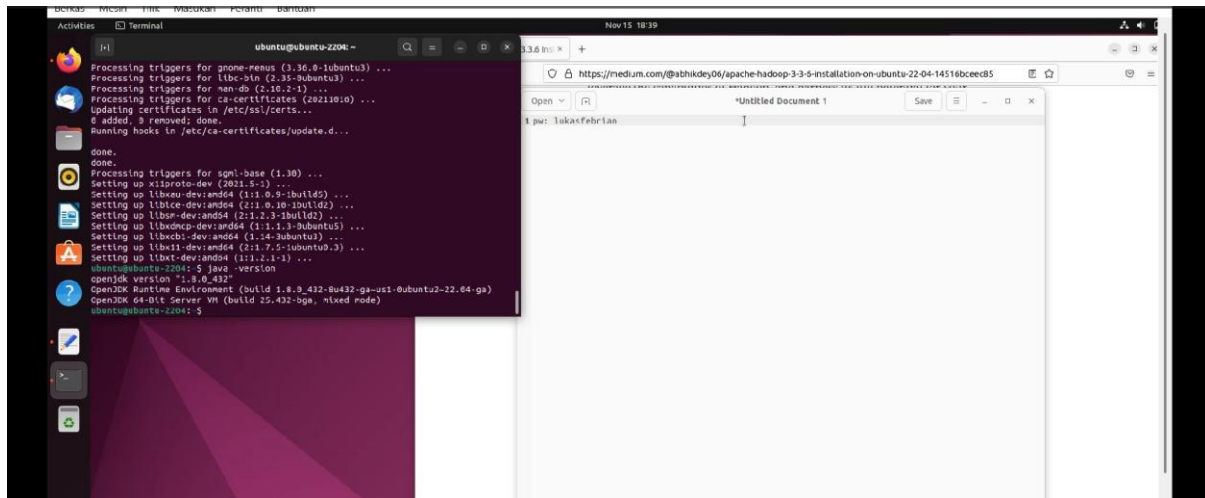 Berkas Mesin Tilik Masukan Peranti Bantuan
Activities Terminal Nov 15 18:39
ubuntu@ubuntu-2204: ~
Processing triggers for gnome-menus (3.36.0-1ubuntu3) ...
Processing triggers for libc-bin (2.35-0ubuntu3) ...
Processing triggers for man-db (2.10.2-1) ...
Processing triggers for ca-certificates (20211016) ...
Updating certificates in /etc/ssl/certs...
0 added, 0 removed; done.
Running hooks in /etc/ca-certificates/update.d...
done.
done.
Processing triggers for sgml-base (1.30) ...
Setting up x11proto-dev (2021.5-1) ...
Setting up libxau-dev:amd64 (1:1.0.9-1build5) ...
Setting up libice-dev:amd64 (2:1.0.10-1build2) ...
Setting up libsm-dev:amd64 (2:1.2.3-1build2) ...
Setting up libxdmcp-dev:amd64 (1:1.1.3-0ubuntu5) ...
Setting up libxcb1-dev:amd64 (1.14-3ubuntu3) ...
Setting up libx11-dev:amd64 (2:1.7.5-1ubuntu0.3) ...
Setting up libxt-dev:amd64 (1:1.2.1-1) ...
ubuntu@ubuntu-2204:~$ java -version
openjdk version "1.8.0_432"
OpenJDK Runtime Environment (build 1.8.0_432-8u432-ga~us1-0ubuntu2~22.04-ga)
OpenJDK 64-Bit Server VM (build 25.432-bga, mixed mode)
ubuntu@ubuntu-2204:~$
3.3.6 Ins
https://medium.com/@abhikdey06/apache-hadoop-3-3-6-installation-on-ubuntu-22-04-14516bceec85
Open *Untitled Document 1 Save
1 pw: lukasfebrian